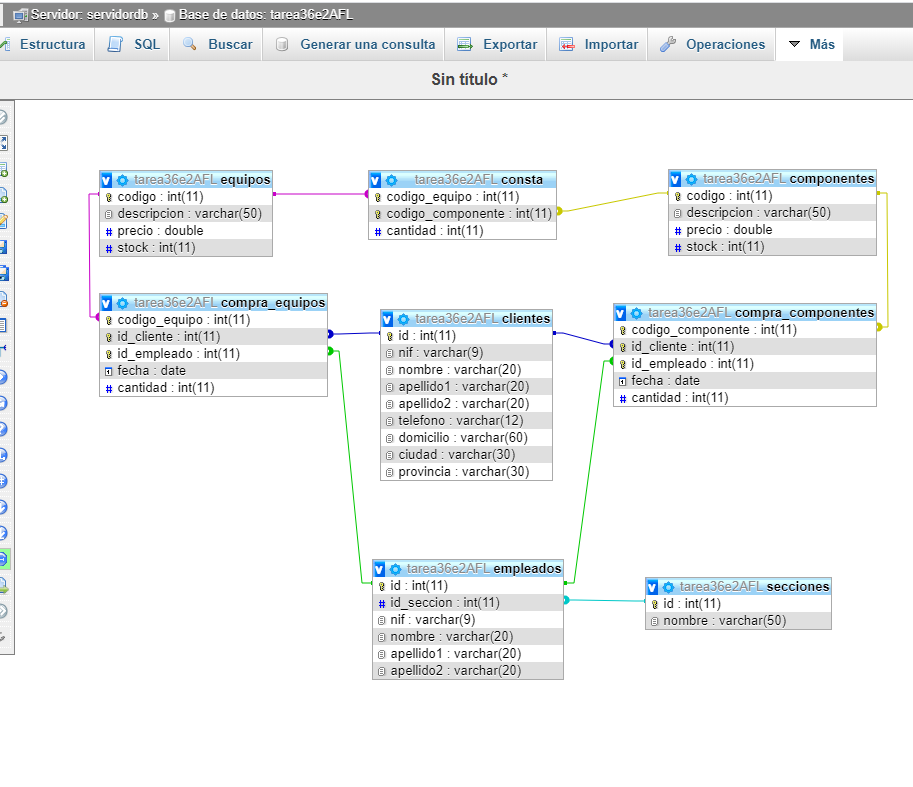 Servidor: servidordb » Base de datos: tarea36e2AFL
Estructura SQL Buscar Generar una consulta Exportar Importar Operaciones Más
Sin título *
tarea36e2AFL equipos
codigo : int(11)
descripcion : varchar(50)
precio : double
stock : int(11)
tarea36e2AFL consta
codigo_equipo : int(11)
codigo_componente : int(11)
cantidad : int(11)
tarea36e2AFL componentes
codigo : int(11)
descripcion : varchar(50)
precio : double
stock : int(11)
tarea36e2AFL compra_equipos
codigo_equipo : int(11)
id_cliente : int(11)
id_empleado : int(11)
fecha : date
cantidad : int(11)
tarea36e2AFL clientes
id : int(11)
nif : varchar(9)
nombre : varchar(20)
apellido1 : varchar(20)
apellido2 : varchar(20)
telefono : varchar(12)
domicilio : varchar(60)
ciudad : varchar(30)
provincia : varchar(30)
tarea36e2AFL compra_componentes
codigo_componente : int(11)
id_cliente : int(11)
id_empleado : int(11)
fecha : date
cantidad : int(11)
tarea36e2AFL empleados
id : int(11)
id_seccion : int(11)
nif : varchar(9)
nombre : varchar(20)
apellido1 : varchar(20)
apellido2 : varchar(20)
tarea36e2AFL secciones
id : int(11)
nombre : varchar(50)